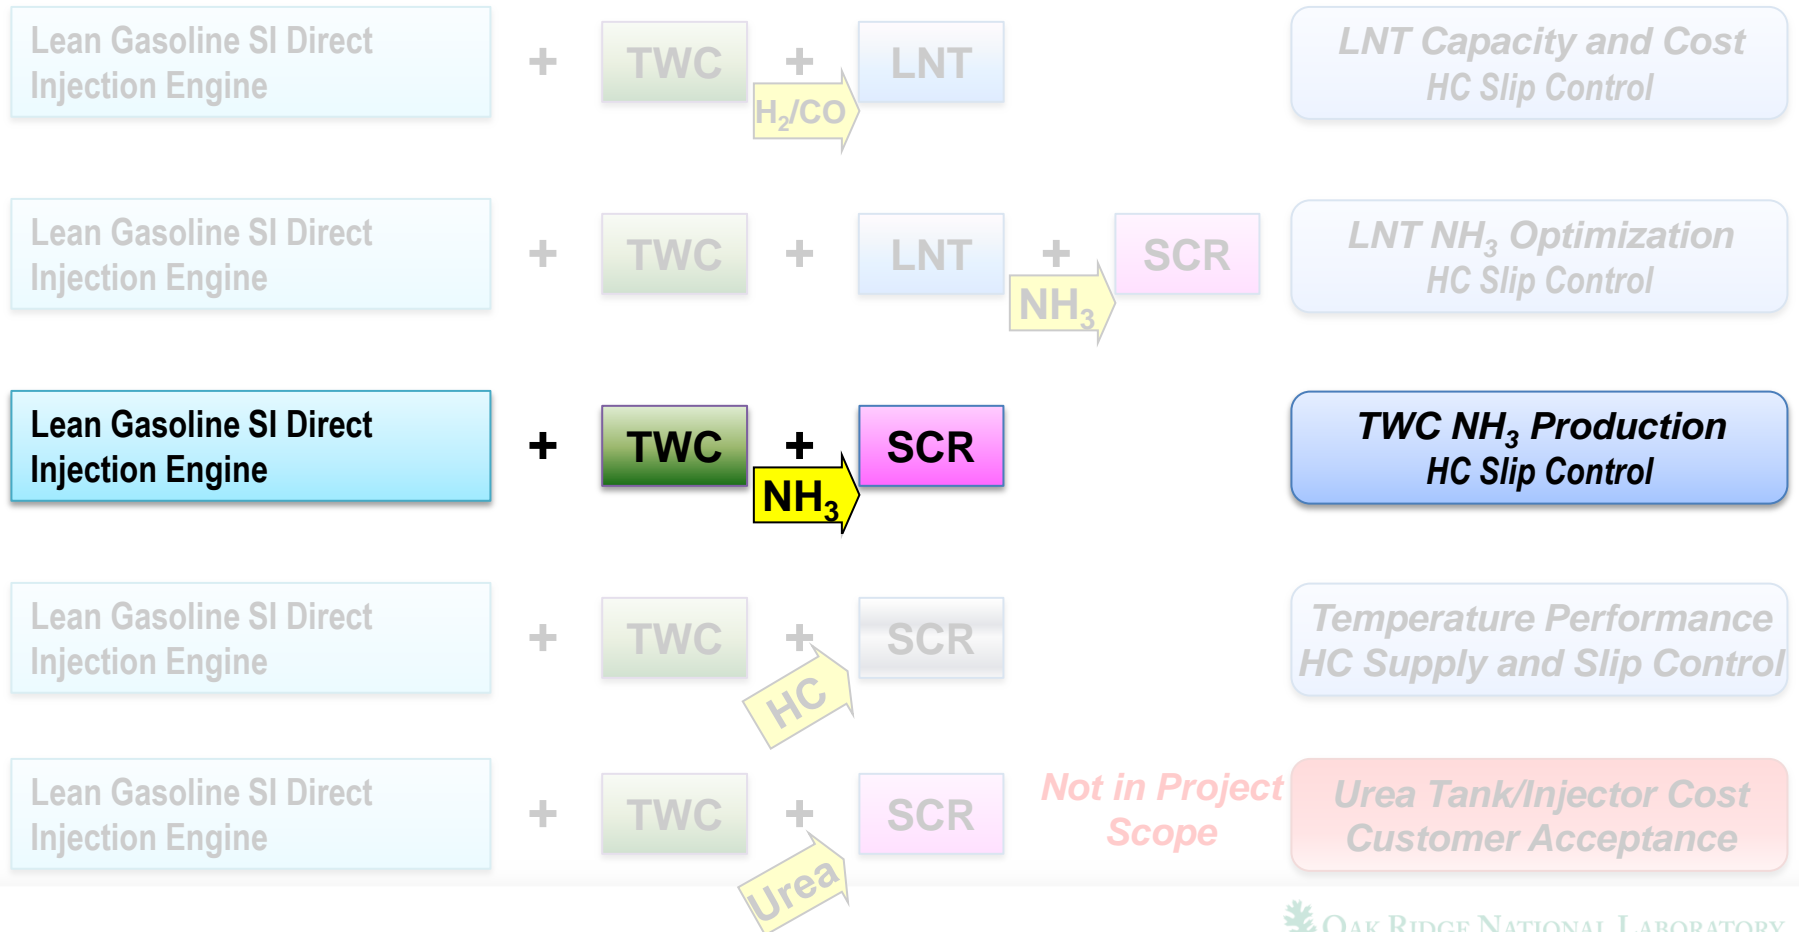 Lean Gasoline SI Direct
Injection Engine
+
TWC
+
LNT
H₂/CO
LNT Capacity and Cost
HC Slip Control
Lean Gasoline SI Direct
Injection Engine
+
TWC
+
LNT
+
SCR
NH₃
LNT NH₃ Optimization
HC Slip Control
Lean Gasoline SI Direct
Injection Engine
+
TWC
+
SCR
NH₃
TWC NH₃ Production
HC Slip Control
Lean Gasoline SI Direct
Injection Engine
+
TWC
+
SCR
HC
Temperature Performance
HC Supply and Slip Control
Lean Gasoline SI Direct
Injection Engine
+
TWC
+
SCR
Urea
Not in Project
Scope
Urea Tank/Injector Cost
Customer Acceptance
OAK RIDGE NATIONAL LABORATORY